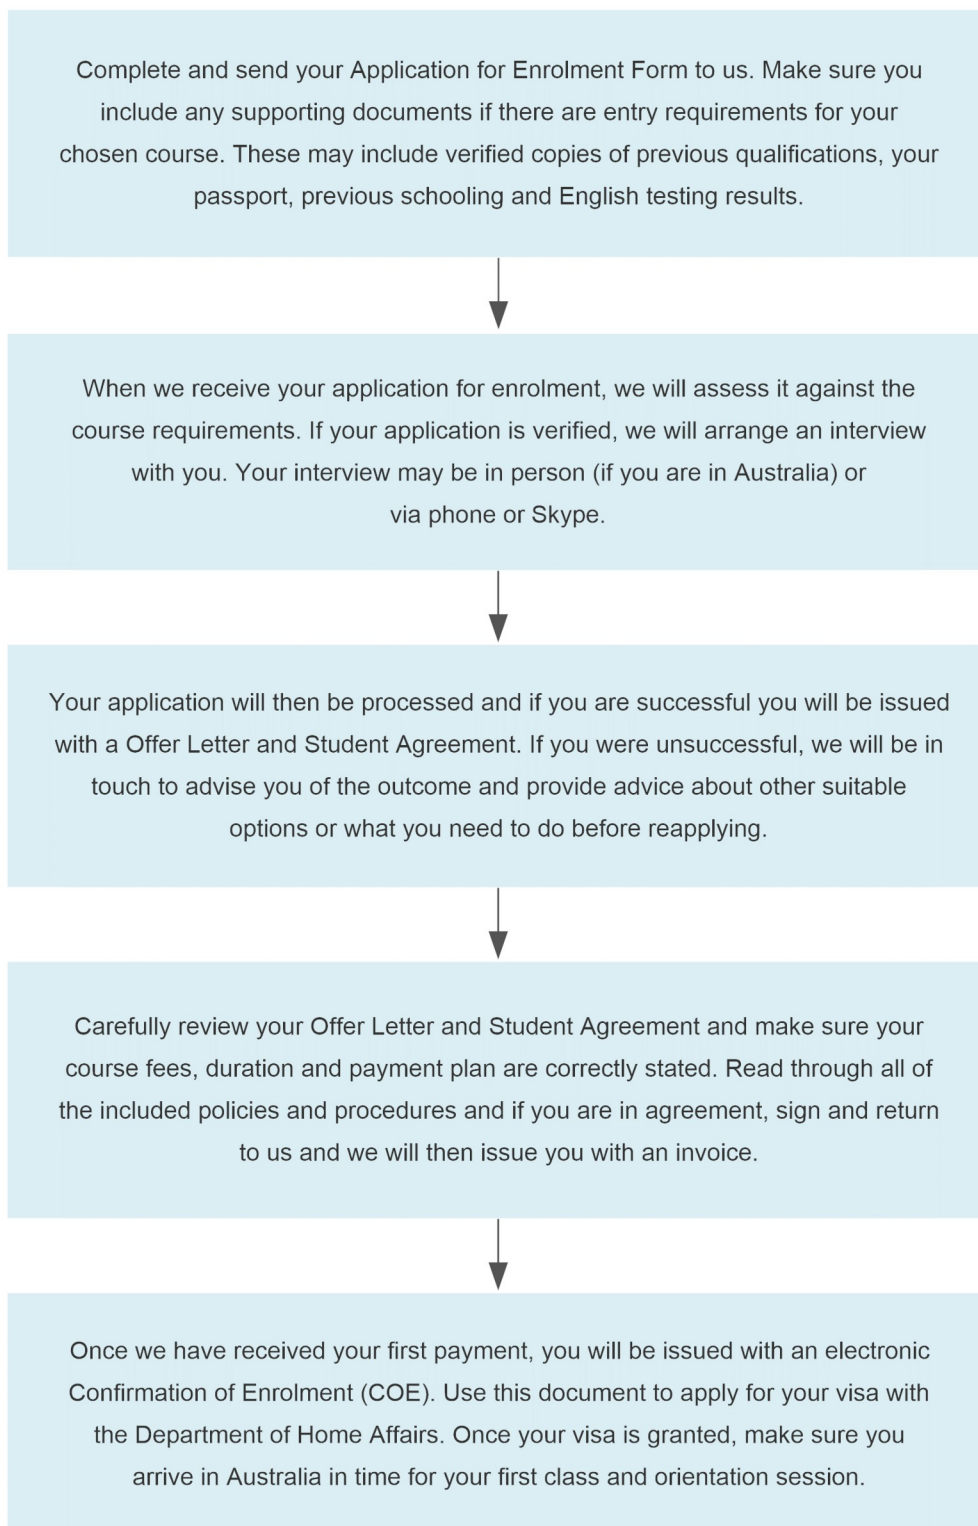 Complete and send your Application for Enrolment Form to us. Make sure you
include any supporting documents if there are entry requirements for your
chosen course. These may include verified copies of previous qualifications, your
passport, previous schooling and English testing results.
When we receive your application for enrolment, we will assess it against the
course requirements. If your application is verified, we will arrange an interview
with you. Your interview may be in person (if you are in Australia) or
via phone or Skype.
Your application will then be processed and if you are successful you will be issued
with a Offer Letter and Student Agreement. If you were unsuccessful, we will be in
touch to advise you of the outcome and provide advice about other suitable
options or what you need to do before reapplying.
Carefully review your Offer Letter and Student Agreement and make sure your
course fees, duration and payment plan are correctly stated. Read through all of
the included policies and procedures and if you are in agreement, sign and return
to us and we will then issue you with an invoice.
Once we have received your first payment, you will be issued with an electronic
Confirmation of Enrolment (COE). Use this document to apply for your visa with
the Department of Home Affairs. Once your visa is granted, make sure you
arrive in Australia in time for your first class and orientation session.